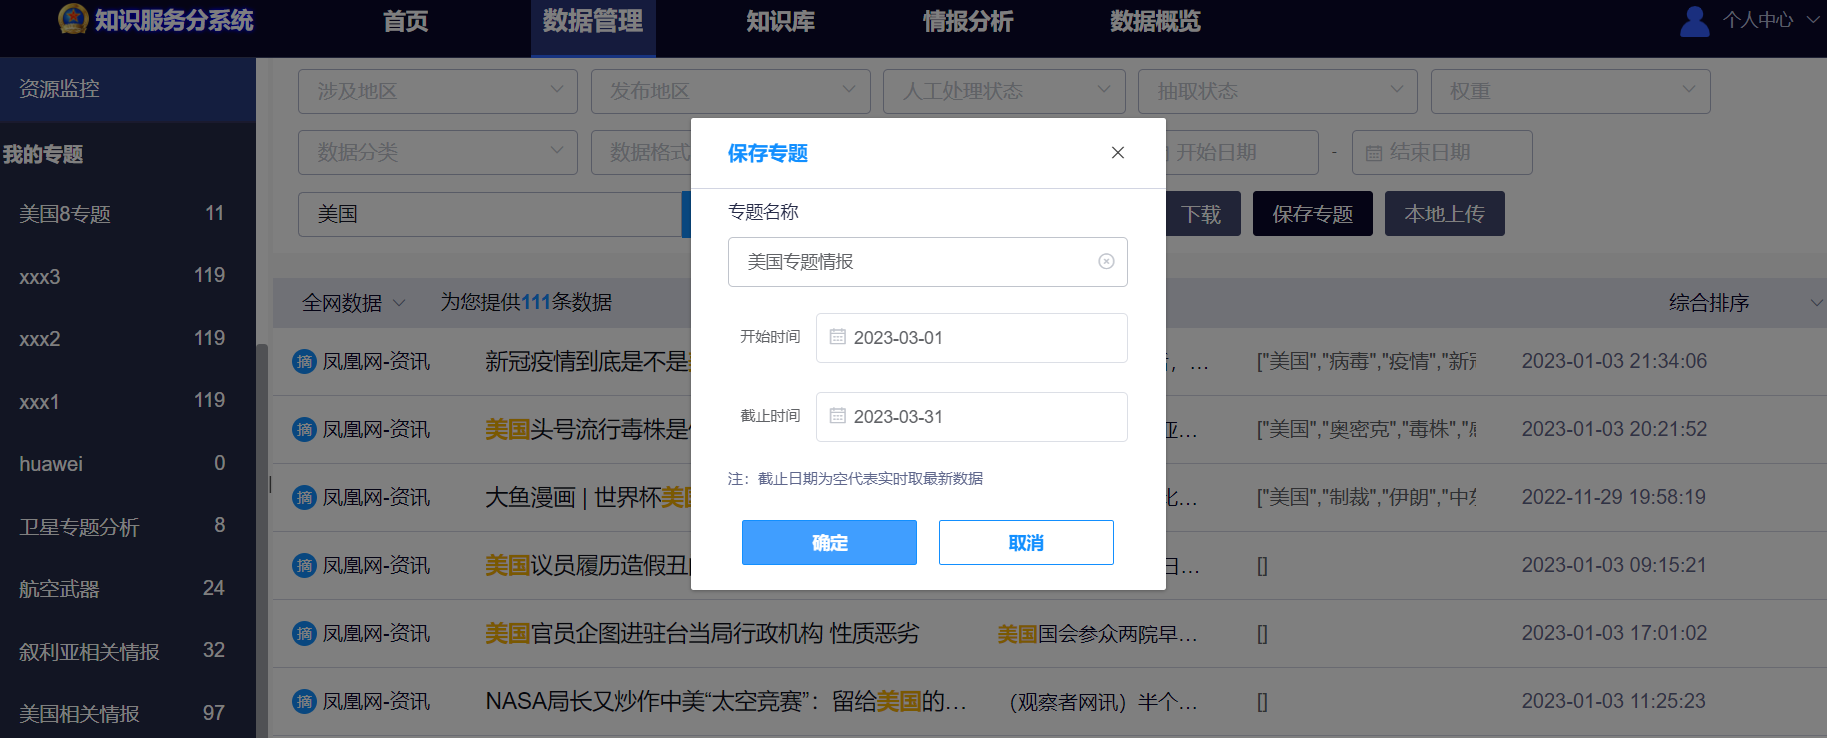 知识服务分系统
首页
数据管理
知识库
情报分析
数据概览
个人中心
资源监控
我的专题
美国8专题 11
xxx3 119
xxx2 119
xxx1 119
huawei 0
卫星专题分析 8
航空武器 24
叙利亚相关情报 32
美国相关情报 97
涉及地区
发布地区
人工处理状态
抽取状态
权重
数据分类
数据格式
开始日期
-
结束日期
美国
下载
保存专题
本地上传
全网数据
为您提供111条数据
综合排序
摘 凤凰网-资讯 新冠疫情到底是不是 ，… ["美国","病毒","疫情","新冠 2023-01-03 21:34:06
摘 凤凰网-资讯 美国头号流行毒株是 亚… ["美国","奥密克","毒株","感 2023-01-03 20:21:52
摘 凤凰网-资讯 大鱼漫画 | 世界杯美国 比… ["美国","制裁","伊朗","中东 2022-11-29 19:58:19
摘 凤凰网-资讯 美国议员履历造假丑 日… [] 2023-01-03 09:15:21
摘 凤凰网-资讯 美国官员企图进驻台当局行政机构 性质恶劣 美国国会参众两院早… [] 2023-01-03 17:01:02
摘 凤凰网-资讯 NASA局长又炒作中美“太空竞赛”：留给美国的… （观察者网讯）半个… [] 2023-01-03 11:25:23
保存专题
专题名称
美国专题情报
开始时间 2023-03-01
截止时间 2023-03-31
注：截止日期为空代表实时取最新数据
确定
取消